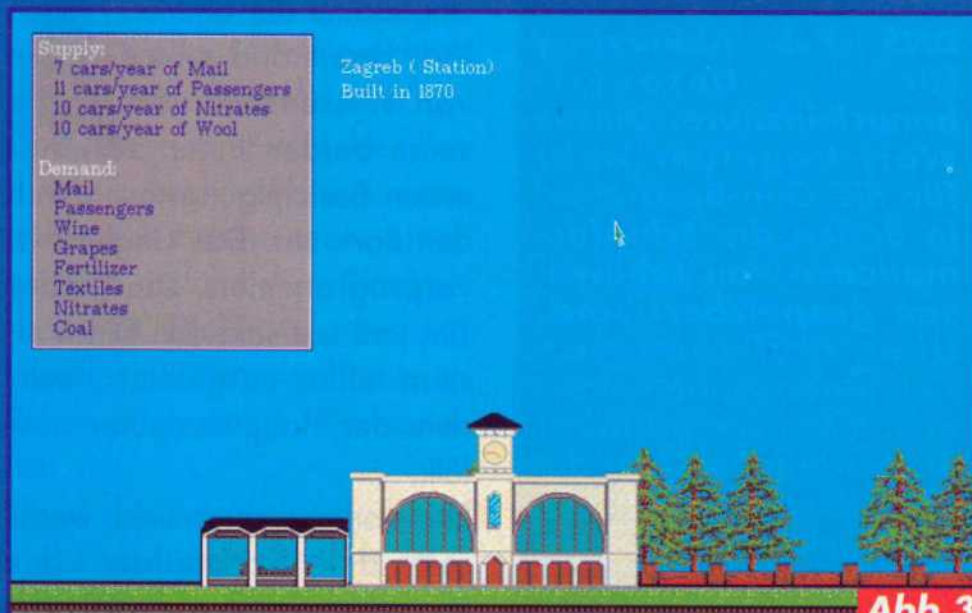 Supply:
7 cars/year of Mail
11 cars/year of Passengers
10 cars/year of Nitrates
10 cars/year of Wool
Demand:
Mail
Passengers
Wine
Grapes
Fertilizer
Textiles
Nitrates
Coal
Zagreb ( Station)
Built in 1870
Abb